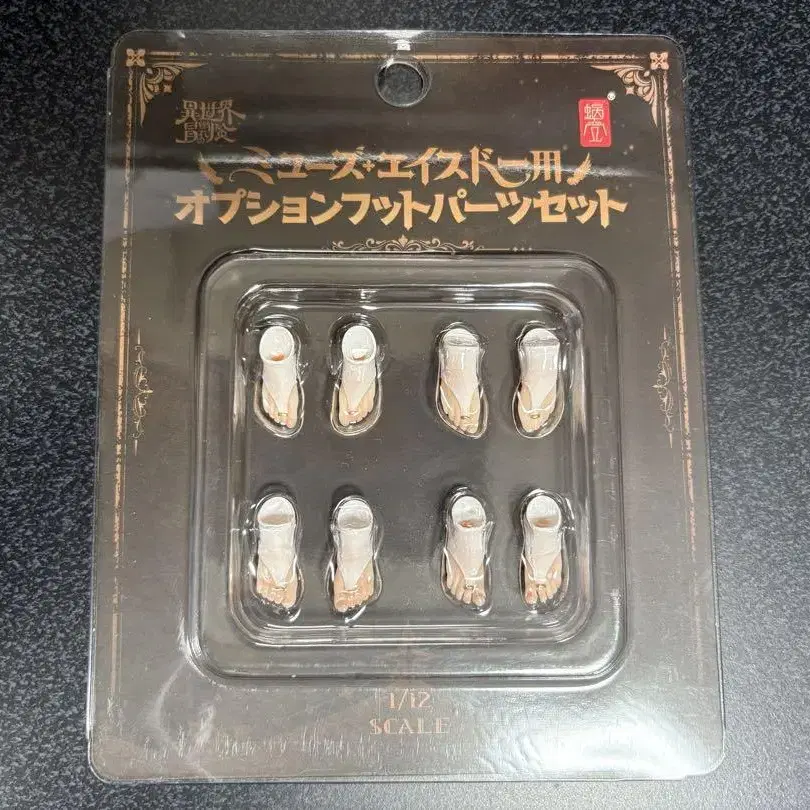 異世界
冒険
蝸之殼
®
ミューズ+エイスドール
オプションフットパーツセット
1/12
SCALE